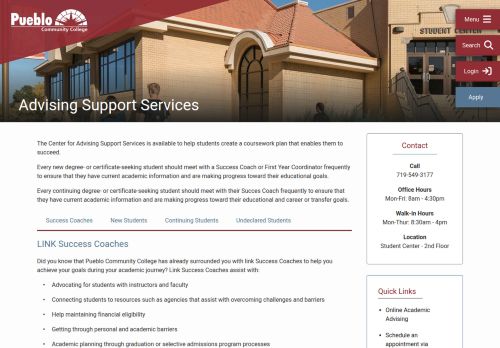 Pueblo
Community College
Menu
STUDENT CENTER
Search
Login
Apply
Advising Support Services
The Center for Advising Support Services is available to help students create a coursework plan that enables them to
succeed.
Every new degree- or certificate-seeking student should meet with a Success Coach or First Year Coordinator frequently
to ensure that they have current academic information and are making progress toward their educational goals.
Every continuing degree- or certificate-seeking student should meet with their Succes Coach frequently to ensure that
they have current academic information and are making progress toward their educational and career or transfer goals.
Success Coaches
New Students
Continuing Students
Undeclared Students
LINK Success Coaches
Did you know that Pueblo Community College has already surrounded you with link Success Coaches to help you
achieve your goals during your academic journey? Link Success Coaches assist with:
• Advocating for students with instructors and faculty
• Connecting students to resources such as agencies that assist with overcoming challenges and barriers
• Help maintaining financial eligibility
• Getting through personal and academic barriers
• Academic planning through graduation or selective admissions program processes
Contact
Call
719-549-3177
Office Hours
Mon-Fri: 8am - 4:30pm
Walk-in Hours
Mon-Thur: 8:30am - 4pm
Location
Student Center - 2nd Floor
Quick Links
• Online Academic
Advising
• Schedule an
appointment via